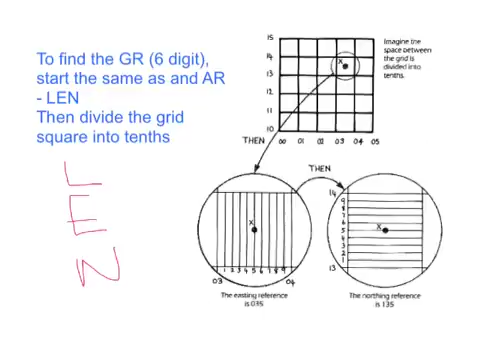 To find the GR (6 digit),
start the same as and AR
- LEN
Then divide the grid
square into tenths
LEN
Imagine the
space between
the grid is
divided into
tenths.
15
14
13
12
11
10
X
00 01 02 03 04 05
THEN
THEN
X
1 2 3 4 5 6 7 8 9
03 04
The easting reference
is 035
14
9
8
7
6
5
4
3
2
1
13
X
The northing reference
is 135